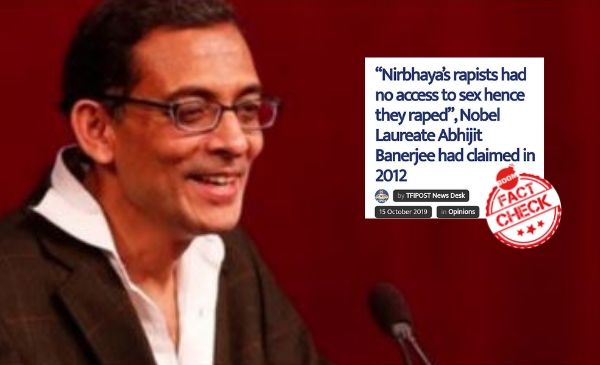 “Nirbhaya’s rapists had
no access to sex hence
they raped”, Nobel
Laureate Abhijit
Banerjee had claimed in
2012
by TFIPOST News Desk
15 October 2019 in Opinions
BOOM
FACT
CHECK